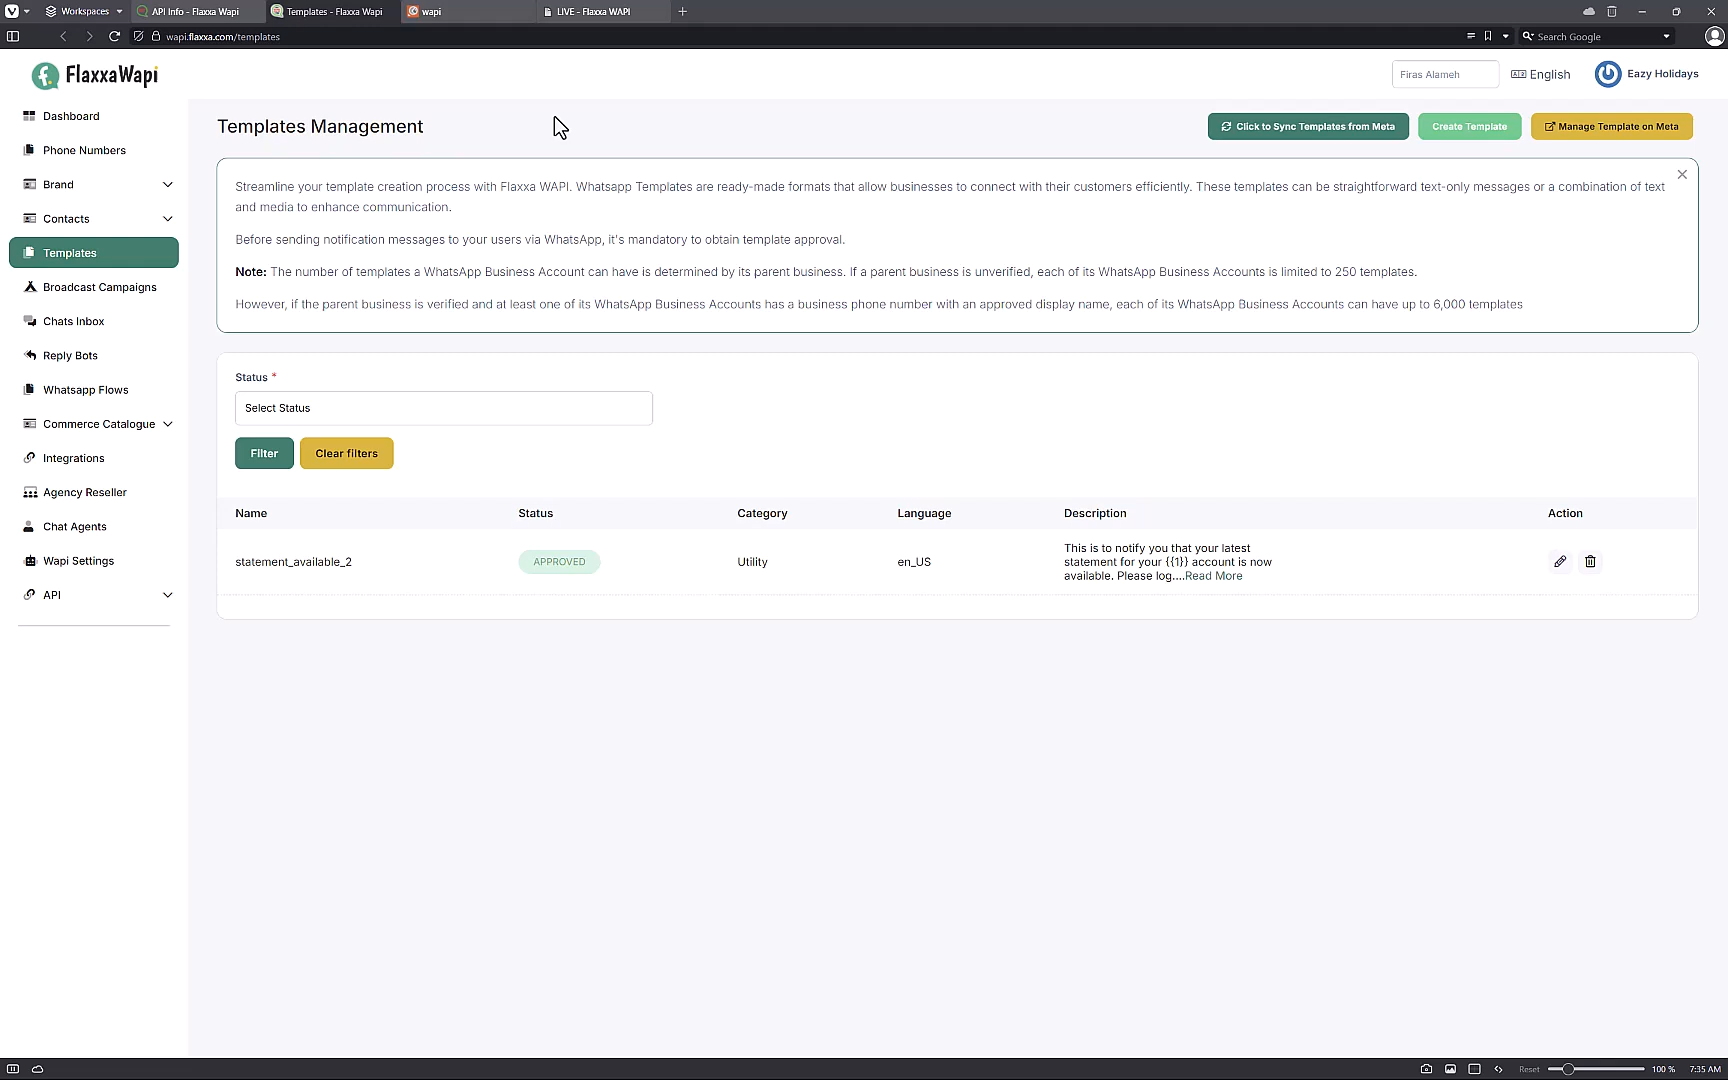 Workspaces
API Info - Flaxxa Wapi
Templates - Flaxxa Wapi
wapi
LIVE - Flaxxa WAPI
wapi.flaxxa.com/templates
Search Google
FlaxxaWapi
Firas Alameh
English
Eazy Holidays
Dashboard
Phone Numbers
Brand
Contacts
Templates
Broadcast Campaigns
Chats Inbox
Reply Bots
Whatsapp Flows
Commerce Catalogue
Integrations
Agency Reseller
Chat Agents
Wapi Settings
API
Templates Management
Click to Sync Templates from Meta
Create Template
Manage Template on Meta
Streamline your template creation process with Flaxxa WAPI. Whatsapp Templates are ready-made formats that allow businesses to connect with their customers efficiently. These templates can be straightforward text-only messages or a combination of text
and media to enhance communication.
Before sending notification messages to your users via WhatsApp, it's mandatory to obtain template approval.
Note: The number of templates a WhatsApp Business Account can have is determined by its parent business. If a parent business is unverified, each of its WhatsApp Business Accounts is limited to 250 templates.
However, if the parent business is verified and at least one of its WhatsApp Business Accounts has a business phone number with an approved display name, each of its WhatsApp Business Accounts can have up to 6,000 templates
Status *
Select Status
Filter
Clear filters
Name Status Category Language Description Action
statement_available_2 APPROVED Utility en_US
This is to notify you that your latest
statement for your {{1}} account is now
available. Please log....Read More
Reset
100 %
7:35 AM